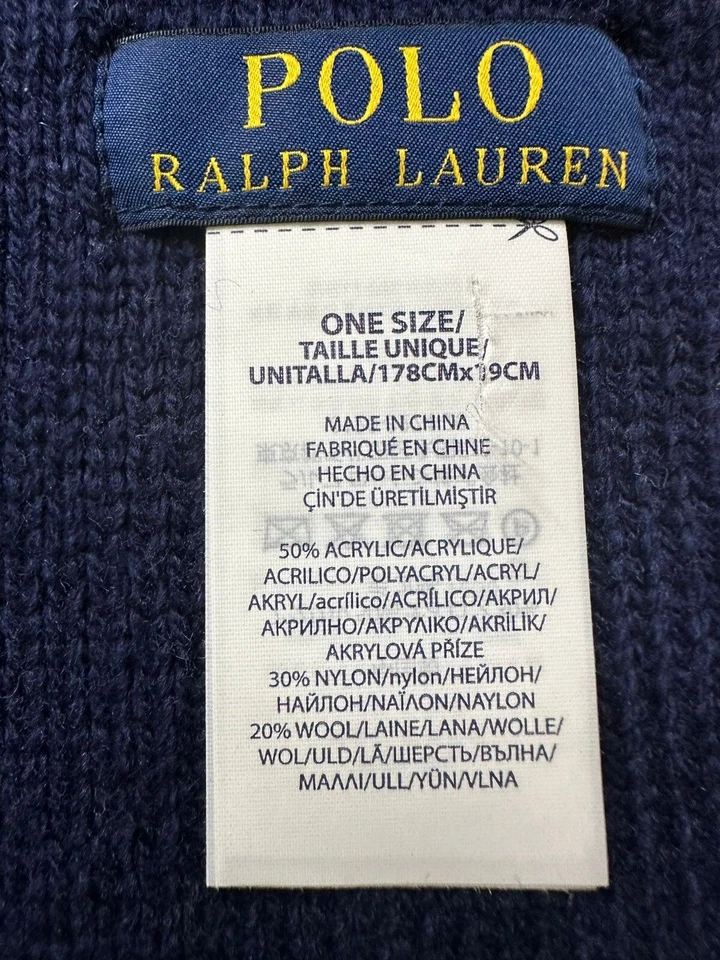 POLO
RALPH LAUREN
ONE SIZE/
TAILLE UNIQUE/
UNITALLA/178CMx19CM
MADE IN CHINA
FABRIQUÉ EN CHINE
HECHO EN CHINA
ÇİN'DE ÜRETİLMİŞTİR
50% ACRYLIC/ACRYLIQUE/
ACRILICO/POLYACRYL/ACRYL/
AKRYL/acrílico/ACRÍLICO/АКРИЛ/
АКРИЛНО/ΑΚΡΥΛΙΚΟ/AKRİLİK/
AKRYLOVÁ PŘÍZE
30% NYLON/nylon/НЕЙЛОН/
НАЙЛОН/ΝΑΪΛΟΝ/NAYLON
20% WOOL/LAINE/LANA/WOLLE/
WOL/ULD/LÃ/ШЕРСТЬ/ВЪЛНА/
ΜΑΛΛΙ/ULL/YÜN/VLNA